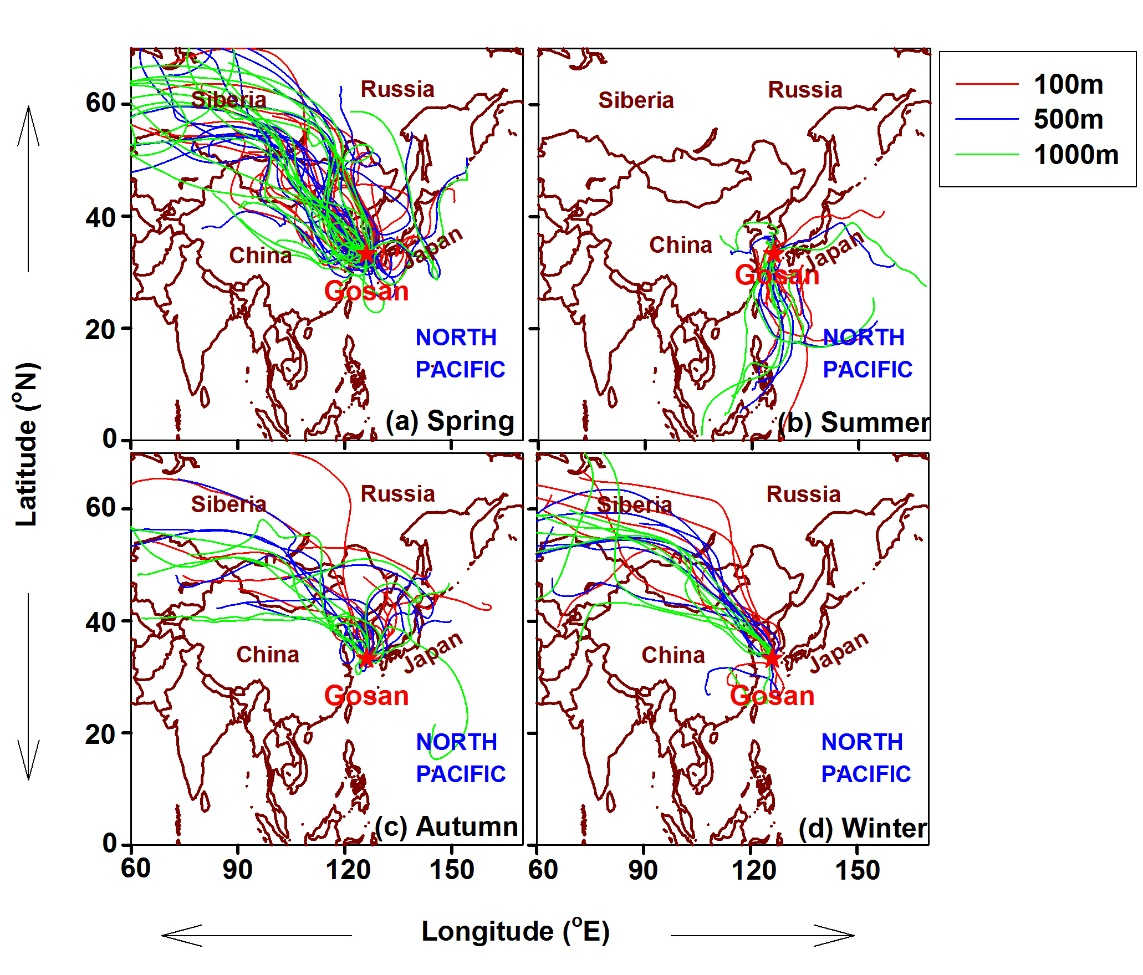 100m
500m
1000m
Latitude (°N)
60
40
20
0
Siberia
Russia
China
Japan
Gosan
NORTH
PACIFIC
(a) Spring
Siberia
Russia
China
Japan
Gosan
NORTH
PACIFIC
(b) Summer
60
40
20
0
Siberia
Russia
China
Japan
Gosan
NORTH
PACIFIC
(c) Autumn
Siberia
Russia
China
Japan
Gosan
NORTH
PACIFIC
(d) Winter
60 90 120 150 60 90 120 150
Longitude (°E)